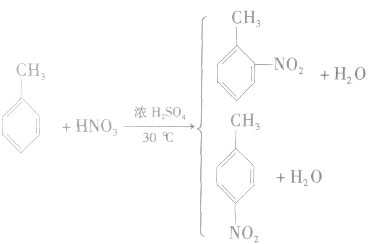 CH₃
NO₂ + H₂O
CH₃
+ HNO₃ 浓 H₂SO₄
30 ℃
CH₃
+ H₂O
NO₂